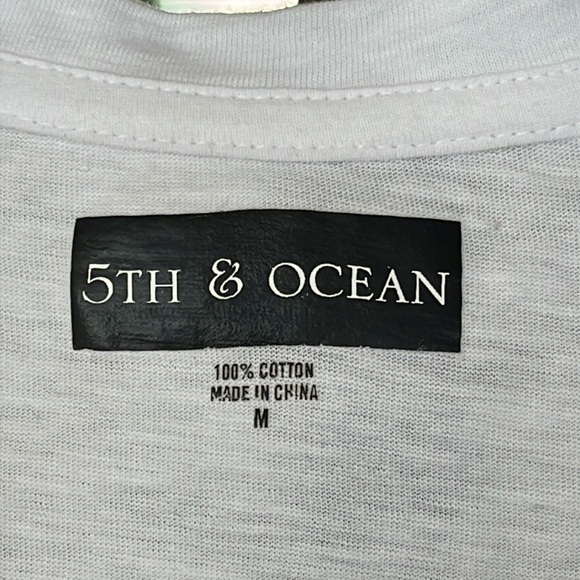 5TH & OCEAN
100% COTTON
MADE IN CHINA
M